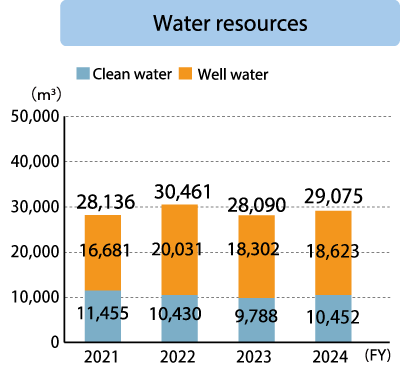 Water resources
Clean water Well water
(m³)
50,000
40,000
30,000
20,000
10,000
0
28,136 30,461 28,090 29,075
16,681 20,031 18,302 18,623
11,455 10,430 9,788 10,452
2021 2022 2023 2024 (FY)